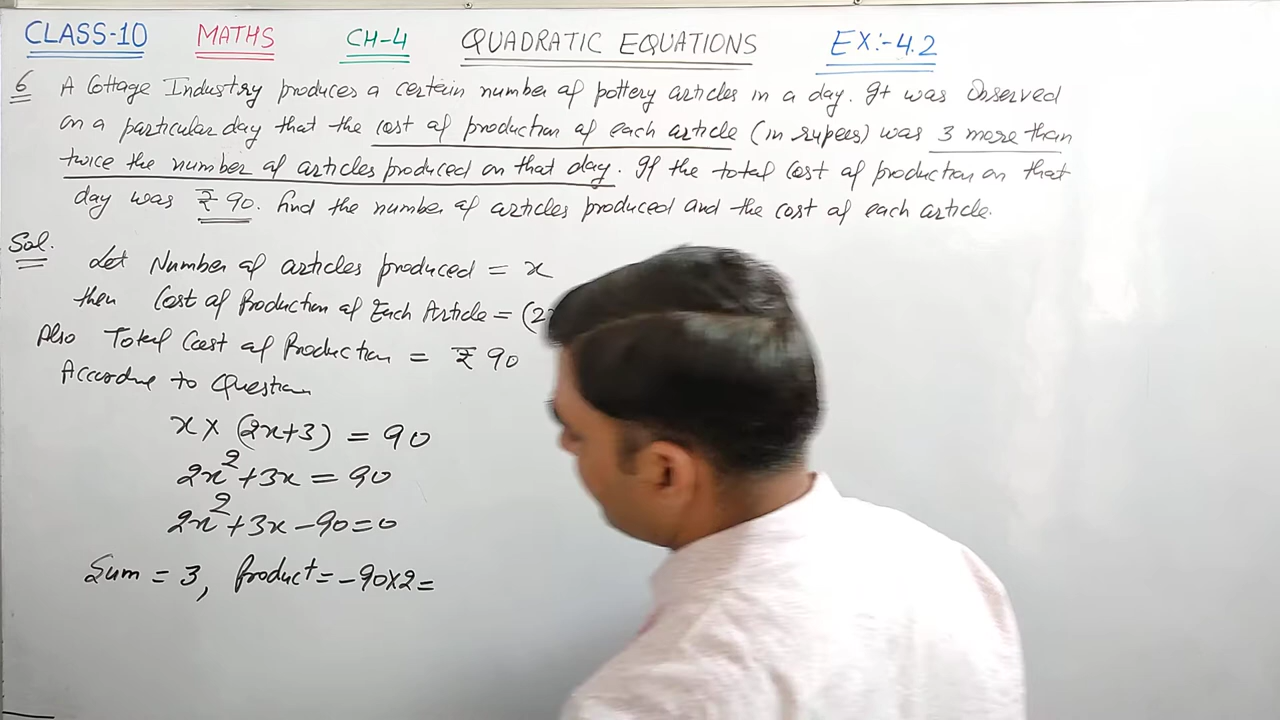 CLASS-10 MATHS CH-4 QUADRATIC EQUATIONS EX:-4.2
6 A Cottage Industry produces a certain number of pottery articles in a day. It was Observed
on a particular day that the cost of production of each article (in rupees) was 3 more than
twice the number of articles produced on that day. If the total cost of production on that
day was ₹ 90. find the number of articles produced and the cost of each article.
Sol. Let Number of articles produced = x
then Cost of Production of Each Article = (2
Also Total Cost of Production = ₹ 90
According to Question
x × (2x+3) = 90
2x²+3x = 90
2x²+3x-90=0
Sum = 3, Product = -90×2=